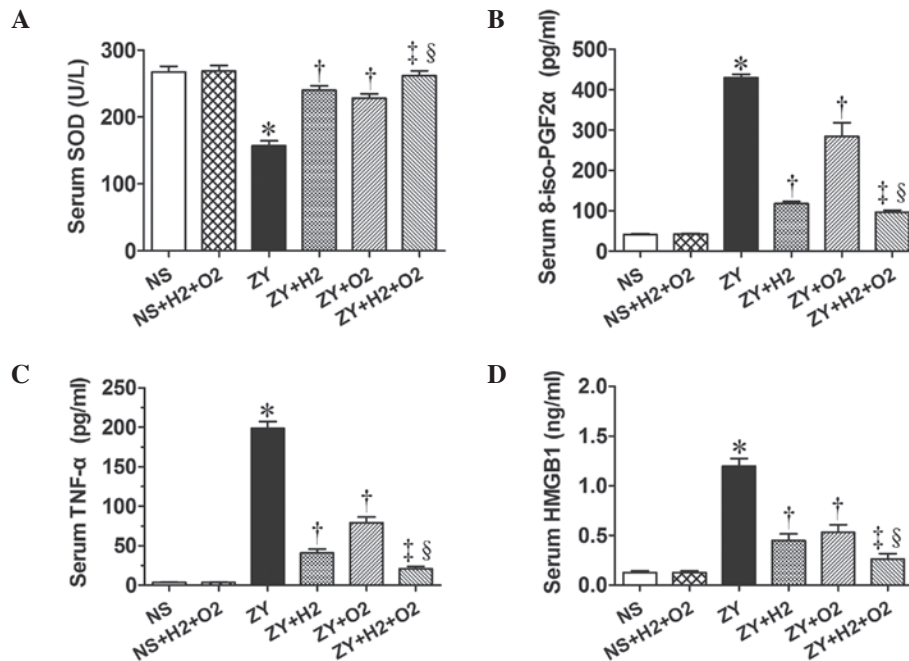 A
Serum SOD (U/L)
300
200
100
0
*
†
†
‡ §
NS
NS+H2+O2
ZY
ZY+H2
ZY+O2
ZY+H2+O2
B
Serum 8-iso-PGF2α (pg/ml)
500
400
300
200
100
0
*
†
†
‡ §
NS
NS+H2+O2
ZY
ZY+H2
ZY+O2
ZY+H2+O2
C
Serum TNF-α (pg/ml)
250
200
150
100
50
0
*
†
†
‡ §
NS
NS+H2+O2
ZY
ZY+H2
ZY+O2
ZY+H2+O2
D
Serum HMGB1 (ng/ml)
2.0
1.5
1.0
0.5
0.0
*
†
†
‡ §
NS
NS+H2+O2
ZY
ZY+H2
ZY+O2
ZY+H2+O2